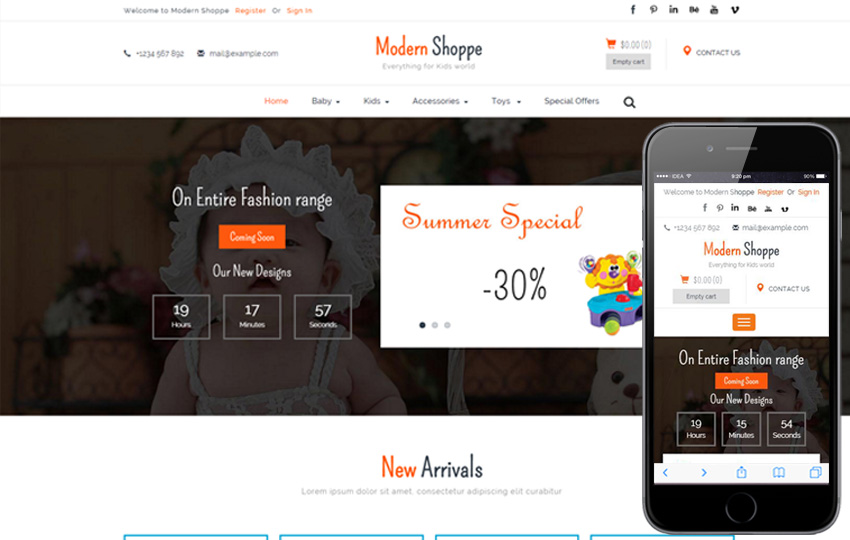 Welcome to Modern Shoppe Register Or Sign In
+1234 567 892 mail@example.com
Modern Shoppe
Everything for Kids world
$0.00 (0)
Empty cart
CONTACT US
Home Baby Kids Accessories Toys Special Offers
On Entire Fashion range
Coming Soon
Our New Designs
19 17 57
Hours Minutes Seconds
Summer Special
-30%
New Arrivals
Lorem ipsum dolor sit amet, consectetur adipiscing elit curabitur
IDEA 9:20 pm 90%
Welcome to Modern Shoppe Register Or Sign In
+1234 567 892 mail@example.com
Modern Shoppe
Everything for Kids world
$0.00 (0)
Empty cart
CONTACT US
On Entire Fashion range
Coming Soon
Our New Designs
19 15 54
Hours Minutes Seconds